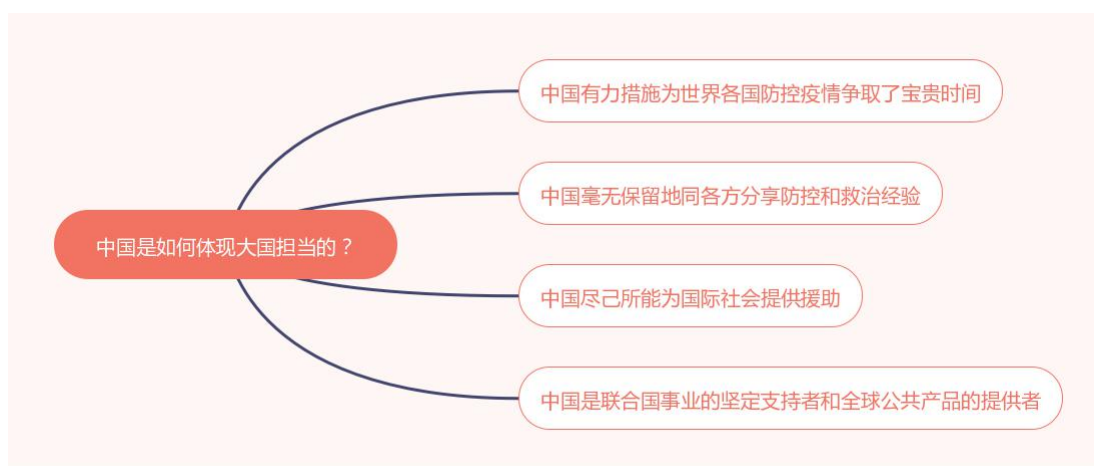 中国有力措施为世界各国防控疫情争取了宝贵时间
中国毫无保留地同各方分享防控和救治经验
中国是如何体现大国担当的？
中国尽己所能为国际社会提供援助
中国是联合国事业的坚定支持者和全球公共产品的提供者